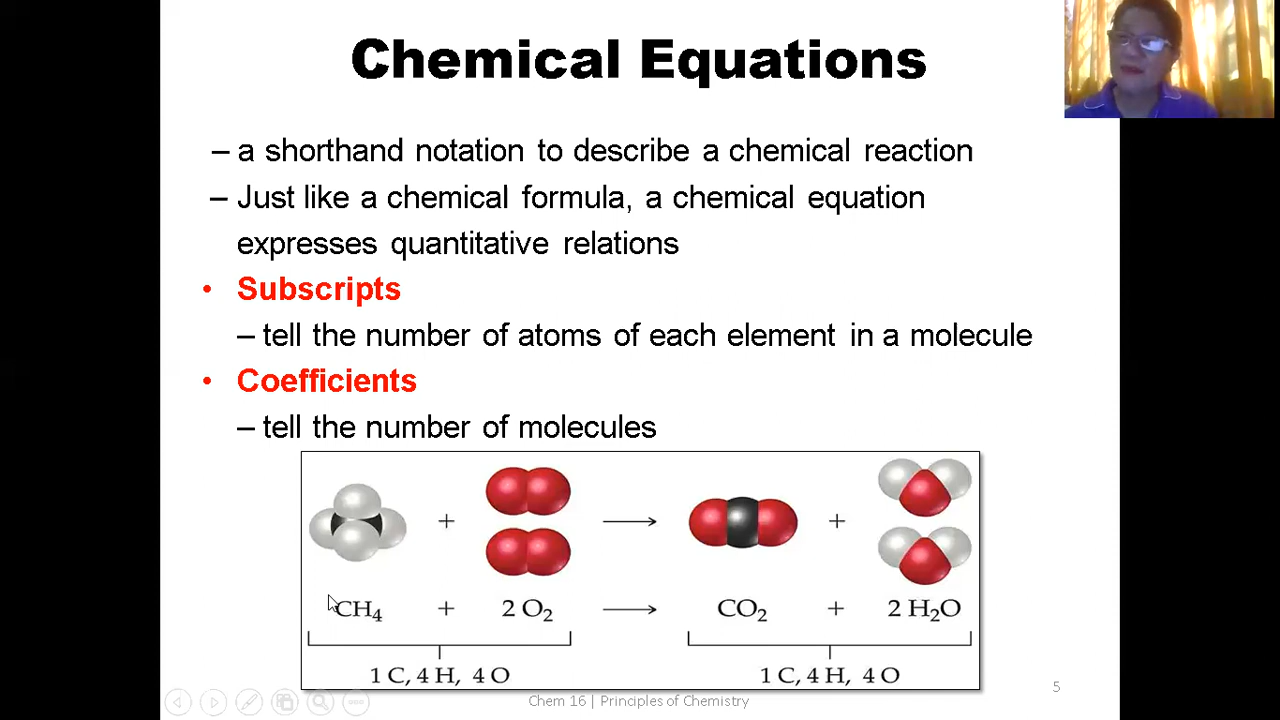 Chemical Equations
– a shorthand notation to describe a chemical reaction
– Just like a chemical formula, a chemical equation
expresses quantitative relations
• Subscripts
– tell the number of atoms of each element in a molecule
• Coefficients
– tell the number of molecules
+ → +
CH₄ + 2 O₂ → CO₂ + 2 H₂O
1 C, 4 H, 4 O 1 C, 4 H, 4 O
5
Chem 16 | Principles of Chemistry